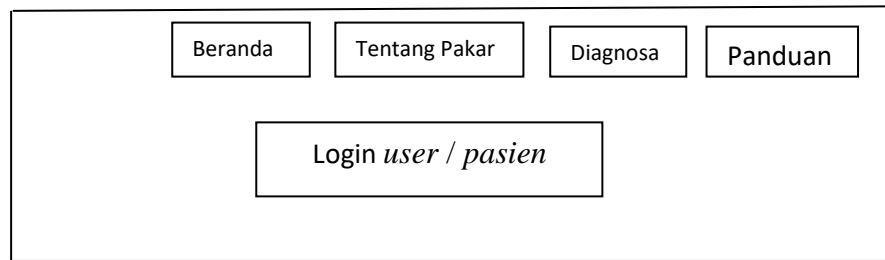 Beranda
Tentang Pakar
Diagnosa
Panduan
Login user / pasien